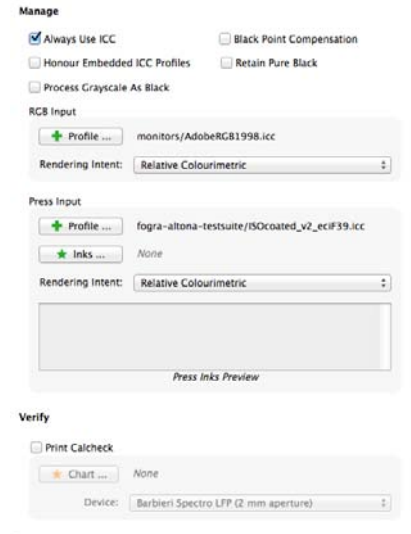 Manage
Always Use ICC Black Point Compensation
Honour Embedded ICC Profiles Retain Pure Black
Process Grayscale As Black
RGB Input
Profile ... monitors/AdobeRGB1998.icc
Rendering Intent: Relative Colourimetric
Press Input
Profile ... fogra-altona-testsuite/ISOcoated_v2_eciF39.icc
Inks ... None
Rendering Intent: Relative Colourimetric
Press Inks Preview
Verify
Print Calcheck
Chart ... None
Device: Barbieri Spectro LFP (2 mm aperture)